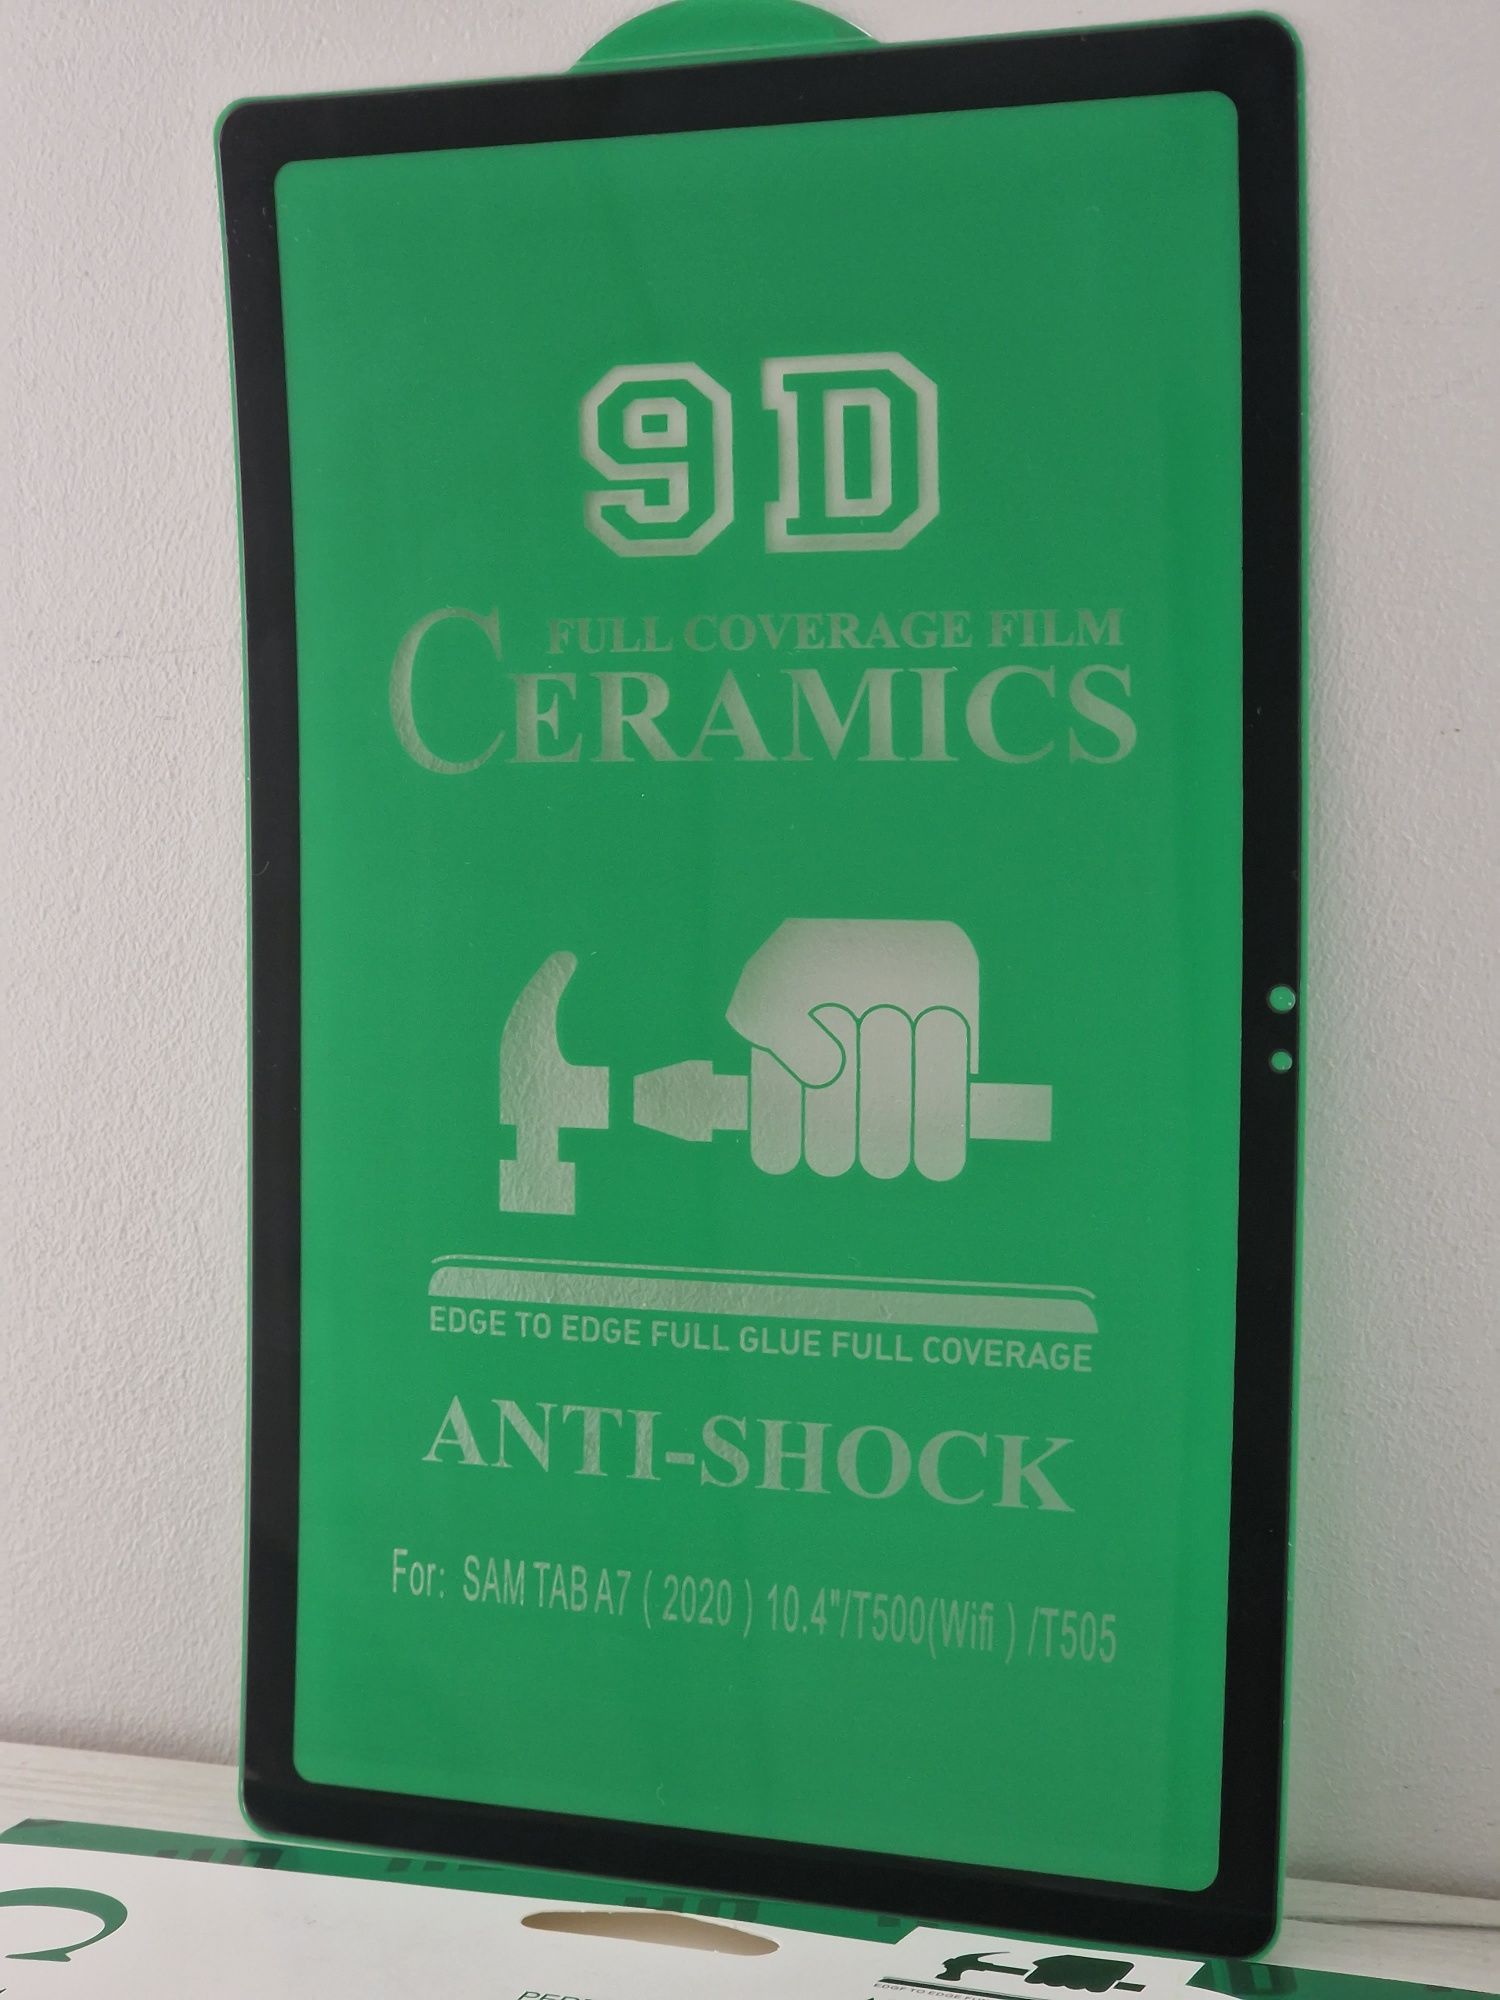 9D
FULL COVERAGE FILM
CERAMICS
EDGE TO EDGE FULL GLUE FULL COVERAGE
ANTI-SHOCK
For: SAM TAB A7 ( 2020 ) 10.4"/T500(Wifi ) /T505